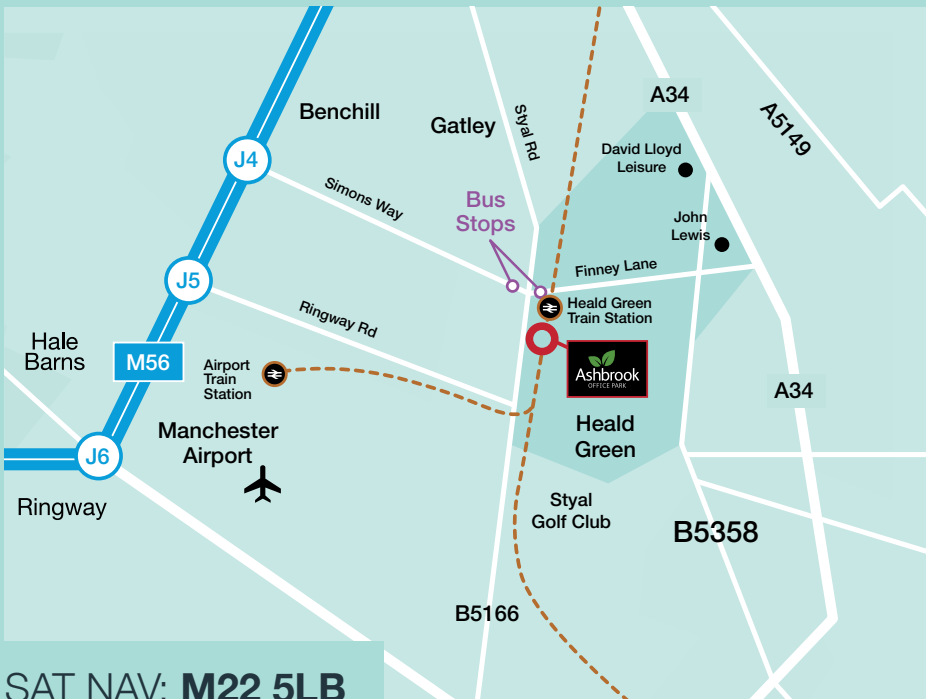 A34
Benchill
Gatley
Styal Rd
A5149
David Lloyd
Leisure
J4
Simons Way
Bus
Stops
John
Lewis
Finney Lane
J5
Ringway Rd
Heald Green
Train Station
Hale
Barns
M56
Airport
Train
Station
Ashbrook
OFFICE PARK
A34
Manchester
Airport
Heald
Green
J6
Ringway
Styal
Golf Club
B5358
B5166
SAT NAV: M22 5LB